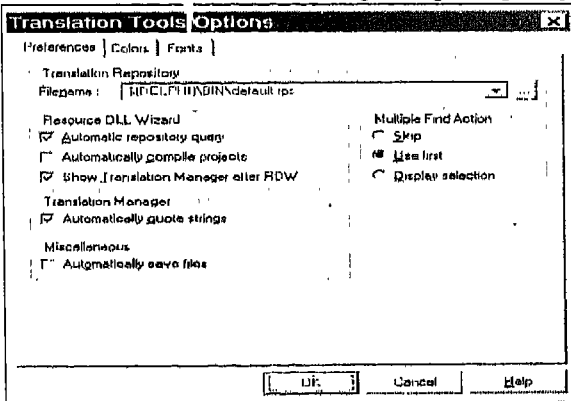 Translation Tools Options
Preferences Colors Fonts
Translation Repository
Filename : $(DELPHI)\BIN\default.rps ...
Resource DLL Wizard
Automatic repository query
Automatically compile projects
Show Translation Manager after RDW
Translation Manager
Automatically quote strings
Miscellaneous
Automatically save files
Multiple Find Action
Skip
Use first
Display selection
OK Cancel Help